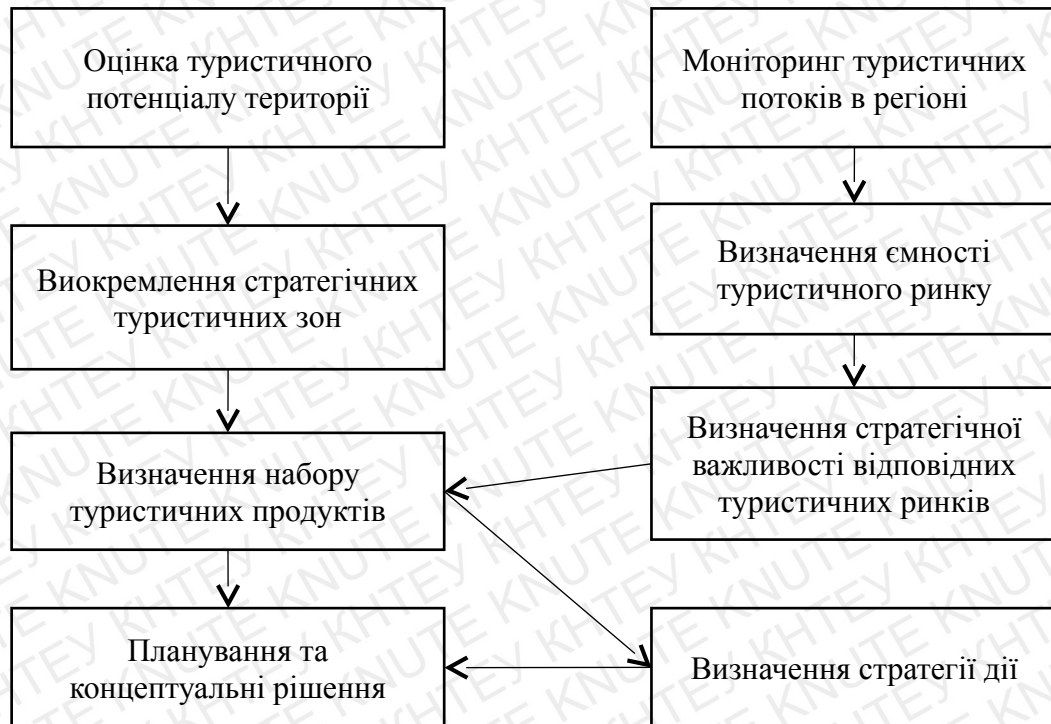 Оцінка туристичного
потенціалу території
Моніторинг туристичних
потоків в регіоні
Виокремлення стратегічних
туристичних зон
Визначення ємності
туристичного ринку
Визначення набору
туристичних продуктів
Визначення стратегічної
важливості відповідних
туристичних ринків
Планування та
концептуальні рішення
Визначення стратегії дії